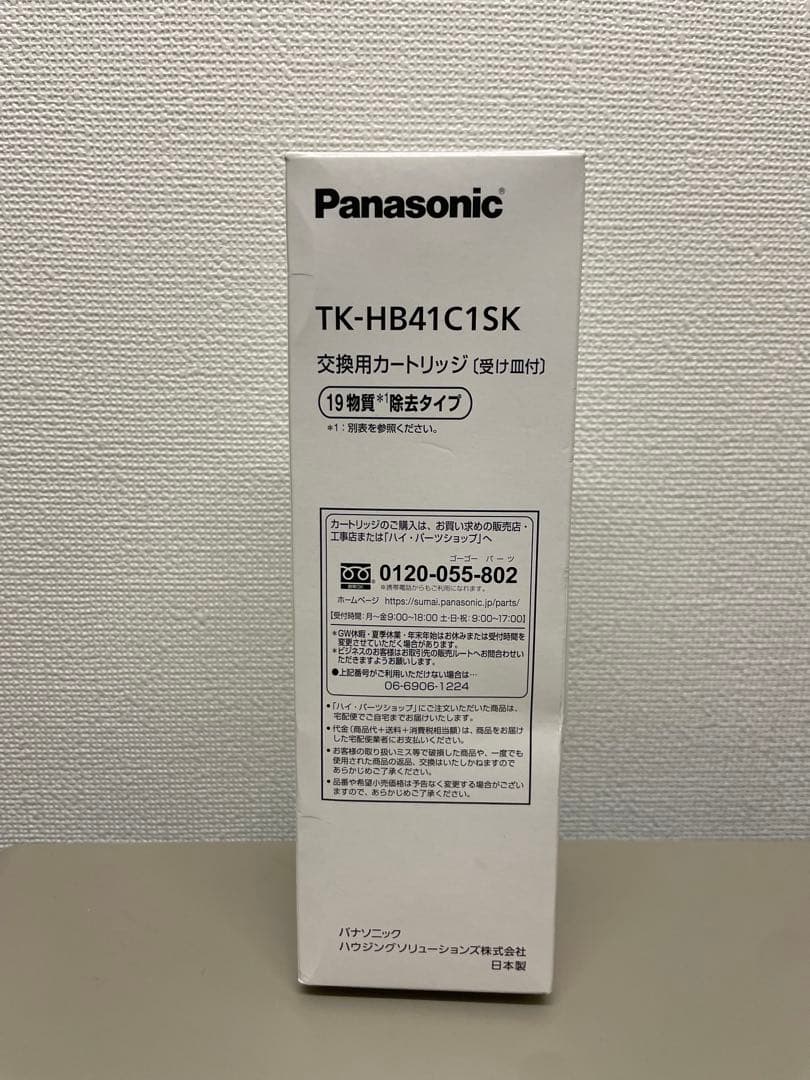 Panasonic®
TK-HB41C1SK
交換用カートリッジ〔受け皿付〕
19物質*1除去タイプ
*1：別表を参照ください。
カートリッジのご購入は、お買い求めの販売店・
工事店または「ハイ・パーツショップ」へ
ゴーゴー パーツ
0120-055-802
※携帯電話からもご利用になれます。
ホームページ https://sumai.panasonic.jp/parts/
［受付時間：月～金9:00～18:00 土・日・祝：9:00～17:00］
*GW休暇・夏季休業・年末年始はお休みまたは受付時間を
変更させていただく場合があります。
*ビジネスのお客様はお取引先の販売ルートへお問合わせい
ただきますようお願いします。
●上記番号がご利用いただけない場合は…
06-6906-1224
●「ハイ・パーツショップ」にご注文いただいた商品は、
宅配便でご自宅までお届けいたします。
●代金（商品代＋送料＋消費税相当額）は、商品をお届け
した宅配便業者にお支払いください。
●お客様の取り扱いミス等で破損した商品や、一度でも
使用された商品の返品、交換はいたしかねますので
あらかじめご了承ください。
●品番や希望小売価格は予告なく変更する場合がござい
ますので、あらかじめご了承ください。
パナソニック
ハウジングソリューションズ株式会社
日本製